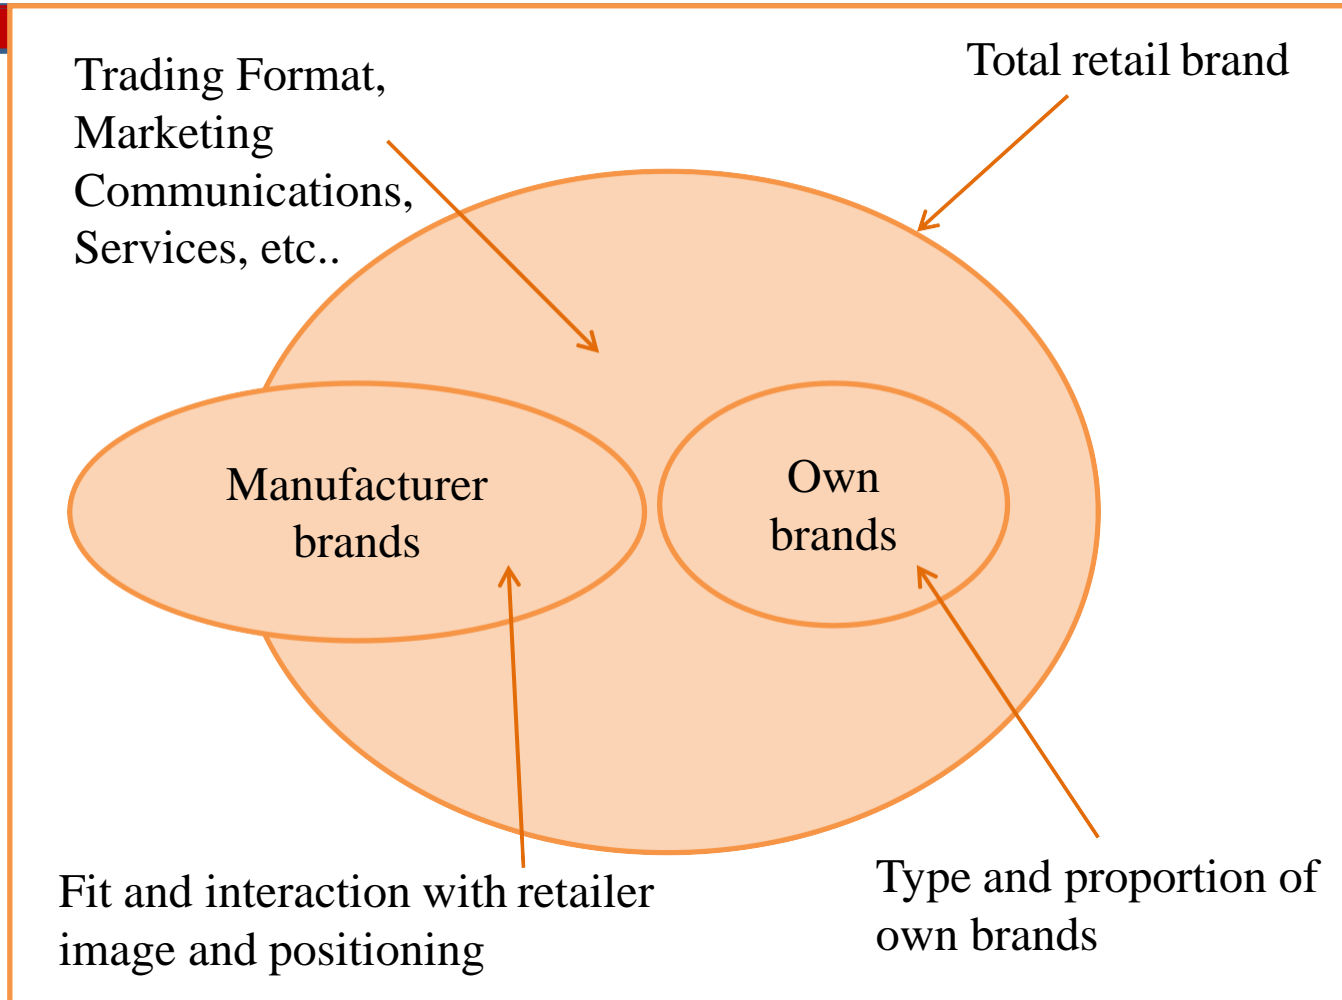 Trading Format,
Marketing
Communications,
Services, etc..
Total retail brand
Manufacturer
brands
Own
brands
Fit and interaction with retailer
image and positioning
Type and proportion of
own brands